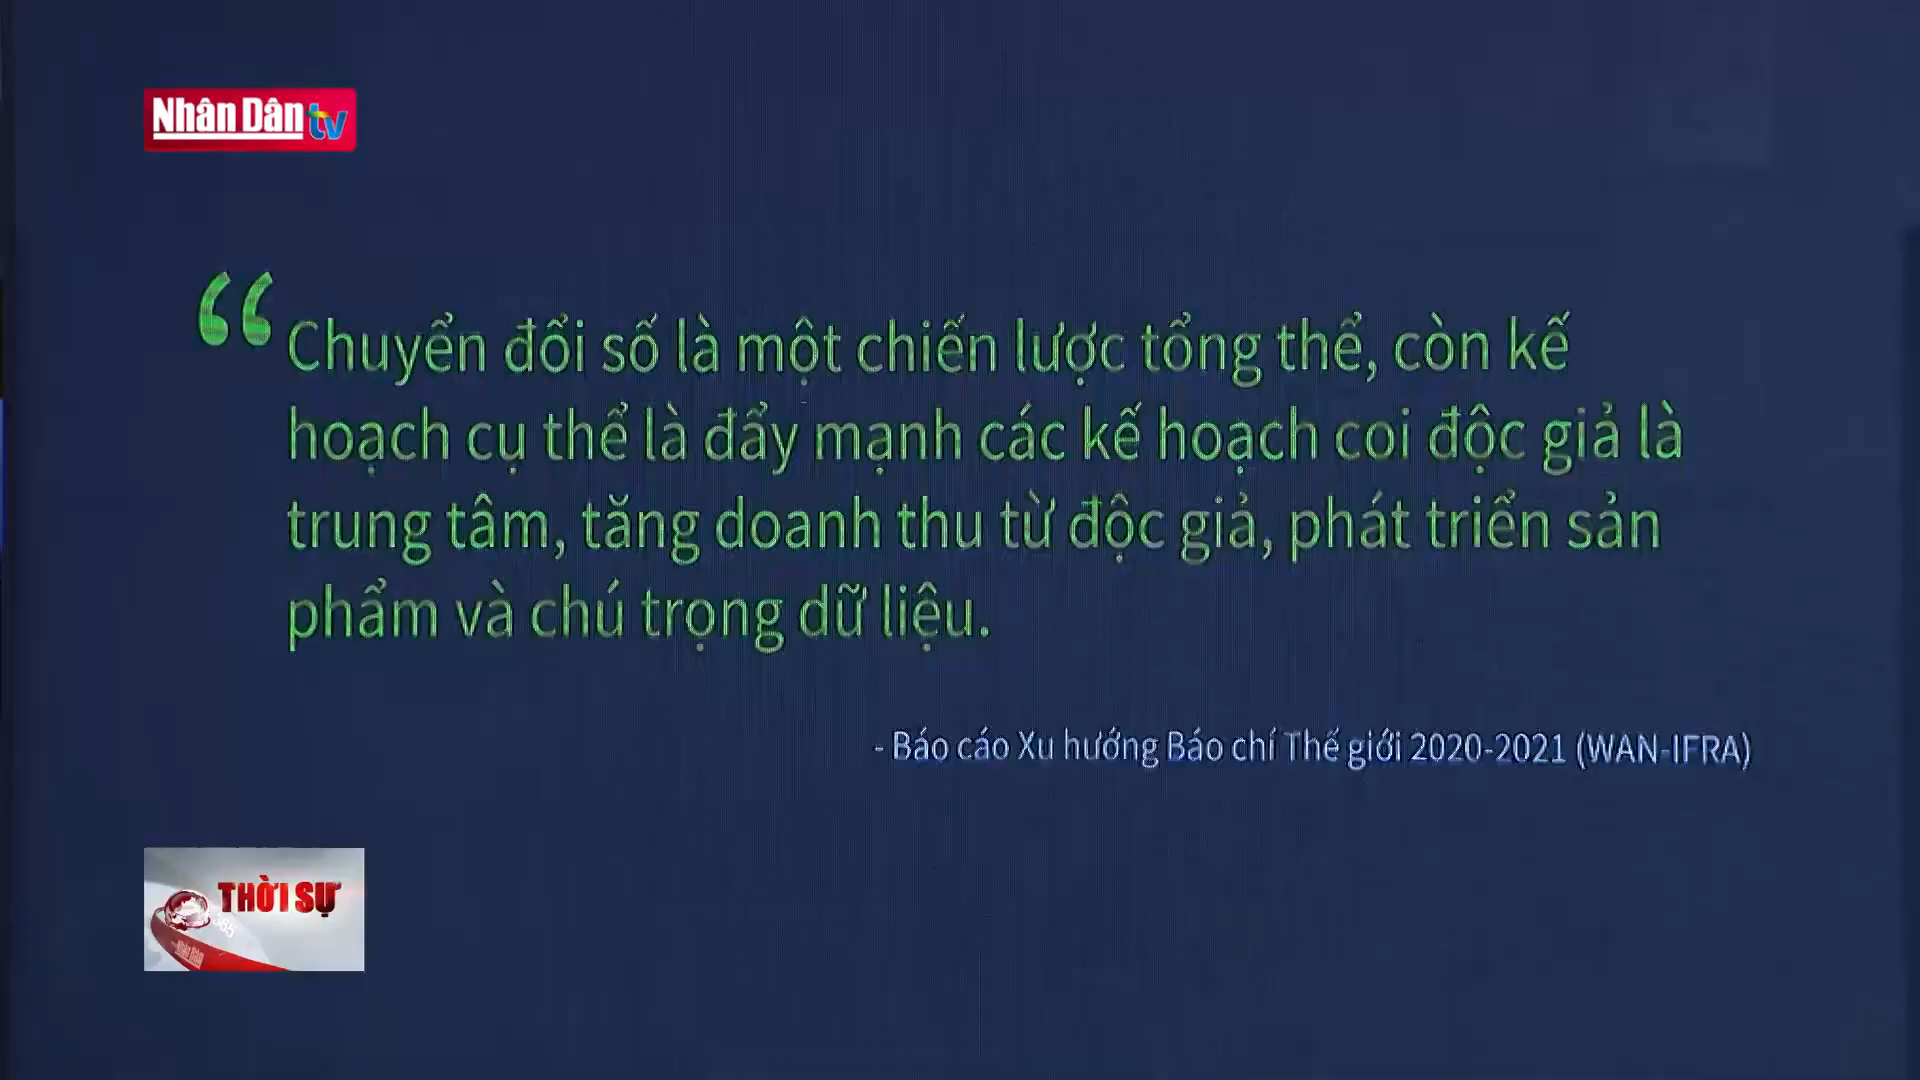 Nhân Dân tv
“Chuyển đổi số là một chiến lược tổng thể, còn kế
hoạch cụ thể là đẩy mạnh các kế hoạch coi độc giả là
trung tâm, tăng doanh thu từ độc giả, phát triển sản
phẩm và chú trọng dữ liệu.
- Báo cáo Xu hướng Báo chí Thế giới 2020-2021 (WAN-IFRA)
THỜI SỰ
365
Nhân Dân